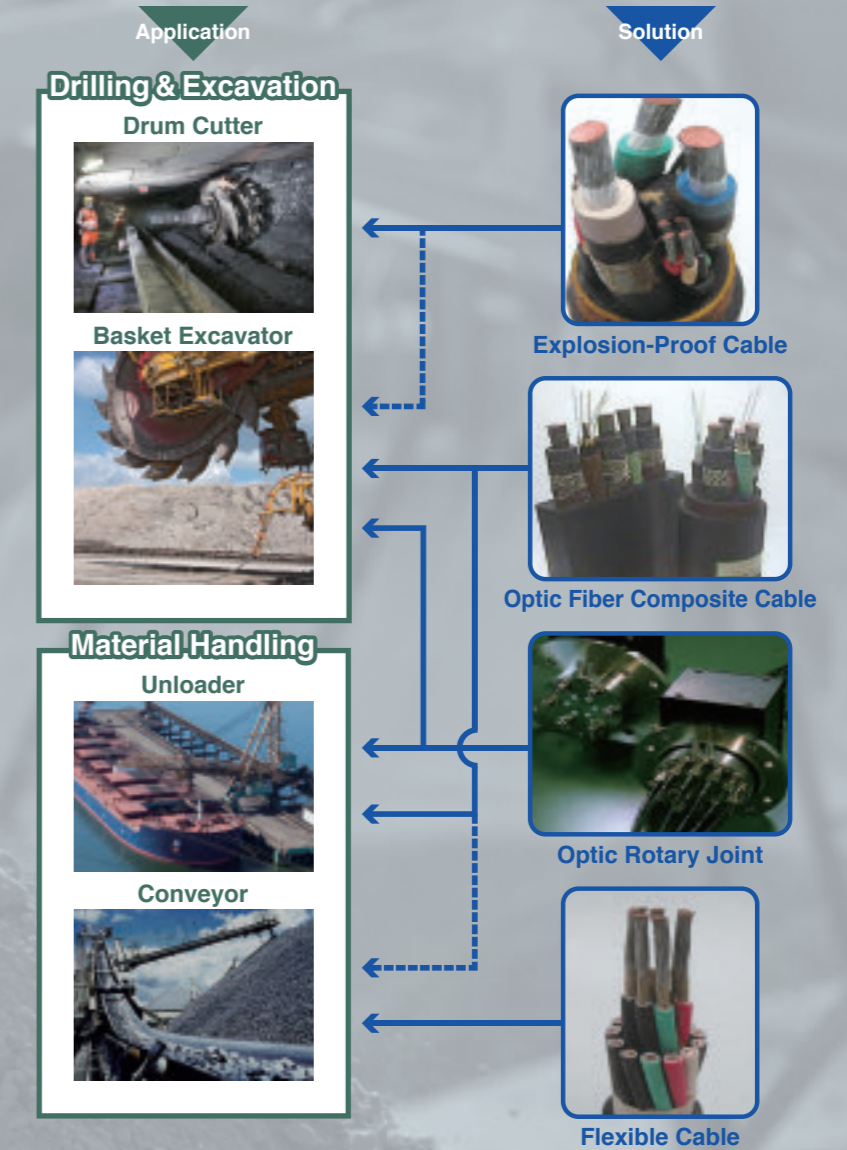 Application
Solution
Drilling & Excavation
Drum Cutter
Basket Excavator
Material Handling
Unloader
Conveyor
Explosion-Proof Cable
Optic Fiber Composite Cable
Optic Rotary Joint
Flexible Cable